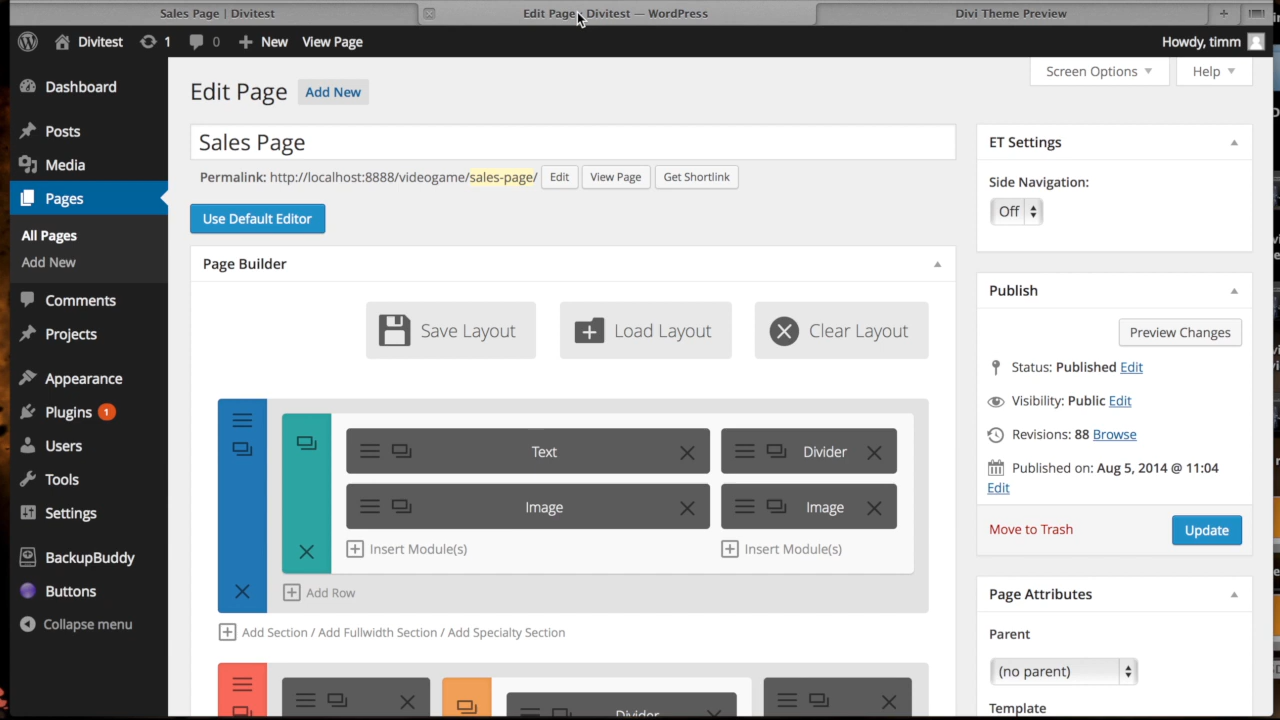 Sales Page | Divitest
Edit Page ‹ Divitest — WordPress
Divi Theme Preview
Divitest
1
0
New
View Page
Howdy, timm
Screen Options
Help
Dashboard
Posts
Media
Pages
All Pages
Add New
Comments
Projects
Appearance
Plugins 1
Users
Tools
Settings
BackupBuddy
Buttons
Collapse menu
Edit Page
Add New
Sales Page
Permalink: http://localhost:8888/videogame/sales-page/
Edit
View Page
Get Shortlink
Use Default Editor
Page Builder
Save Layout
Load Layout
Clear Layout
Text
Divider
Image
Image
Insert Module(s)
Insert Module(s)
Add Row
Add Section / Add Fullwidth Section / Add Specialty Section
Divider
ET Settings
Side Navigation:
Off
Publish
Preview Changes
Status: Published Edit
Visibility: Public Edit
Revisions: 88 Browse
Published on: Aug 5, 2014 @ 11:04
Edit
Move to Trash
Update
Page Attributes
Parent
(no parent)
Template